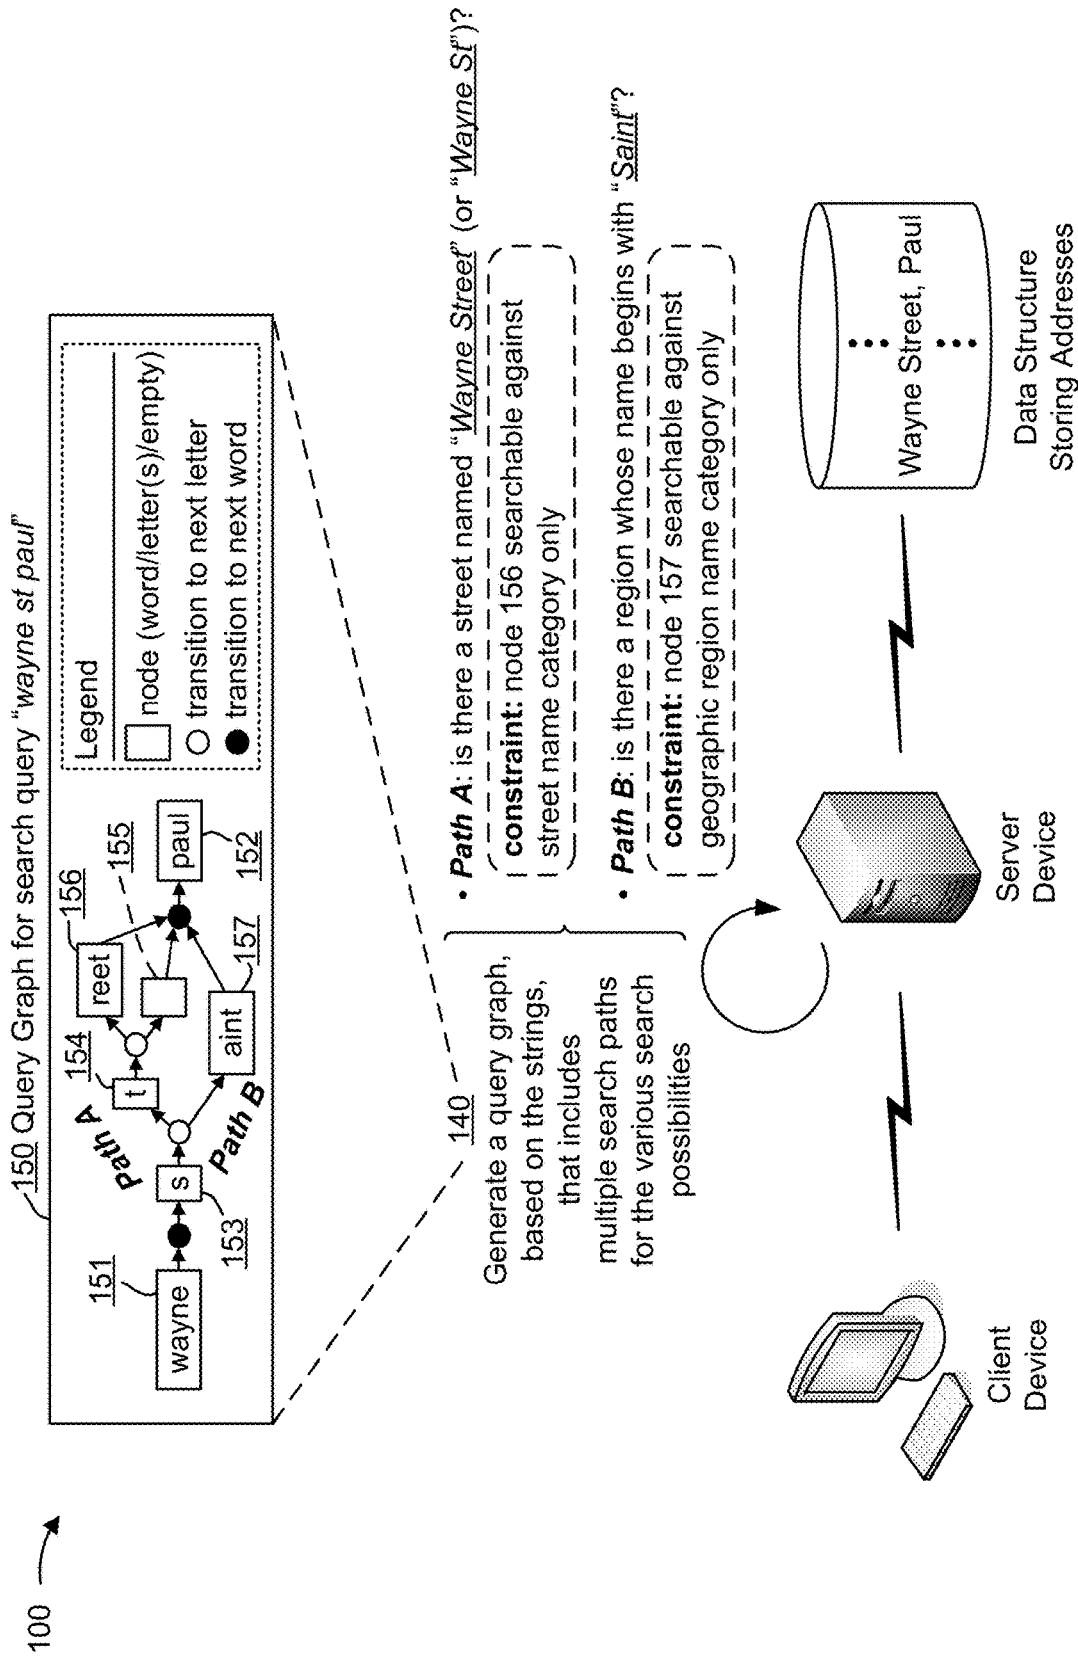 100
150 Query Graph for search query "wayne st paul"
151
wayne
s
153
Path A
Path B
154
t
156
reet
155
aint
157
paul
152
Legend
node (word/letter(s)/empty)
transition to next letter
transition to next word
140
Generate a query graph,
based on the strings,
that includes
multiple search paths
for the various search
possibilities
• Path A: is there a street named "Wayne Street" (or "Wayne St")?
constraint: node 156 searchable against
street name category only
• Path B: is there a region whose name begins with "Saint"?
constraint: node 157 searchable against
geographic region name category only
Client
Device
Server
Device
Wayne Street, Paul
Data Structure
Storing Addresses